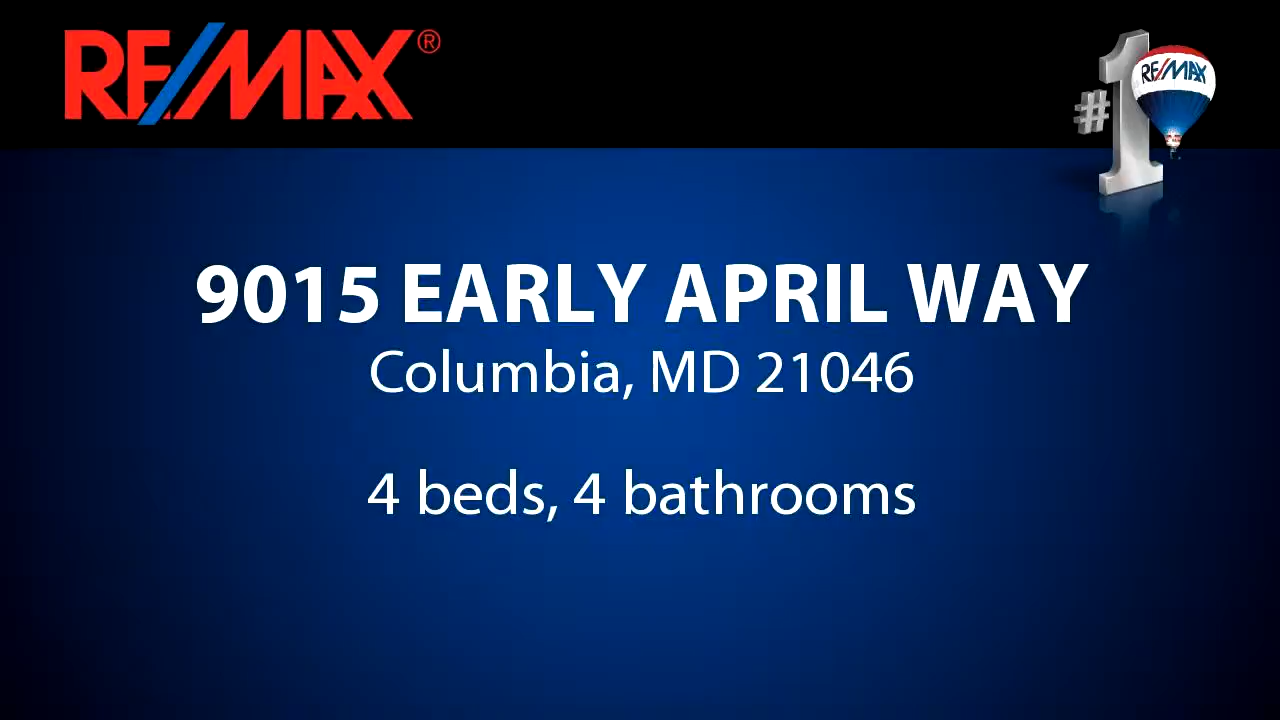 RE/MAX®
#1
RE/MAX
9015 EARLY APRIL WAY
Columbia, MD 21046
4 beds, 4 bathrooms